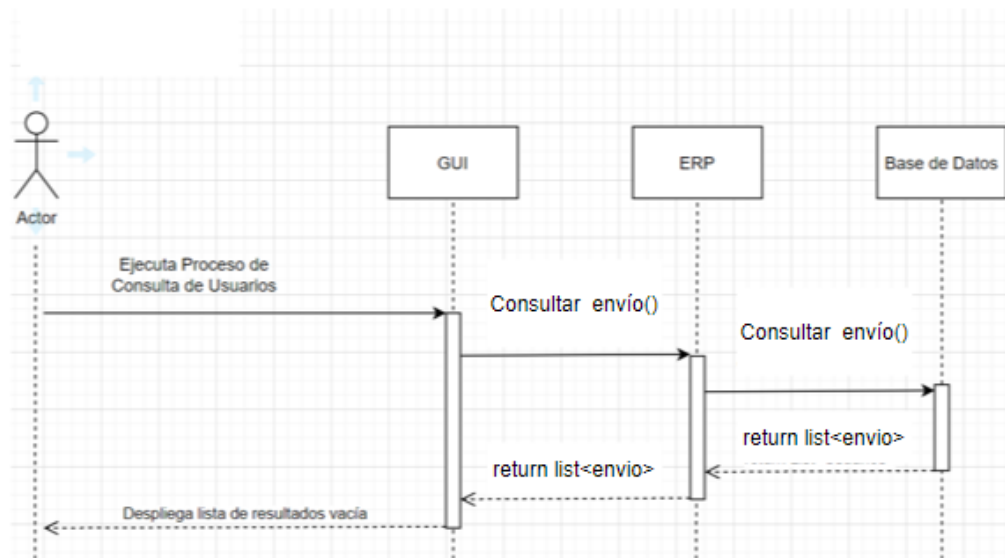 GUI
ERP
Base de Datos
Actor
Ejecuta Proceso de
Consulta de Usuarios
Consultar envío()
Consultar envío()
return list<envio>
return list<envio>
Despliega lista de resultados vacía